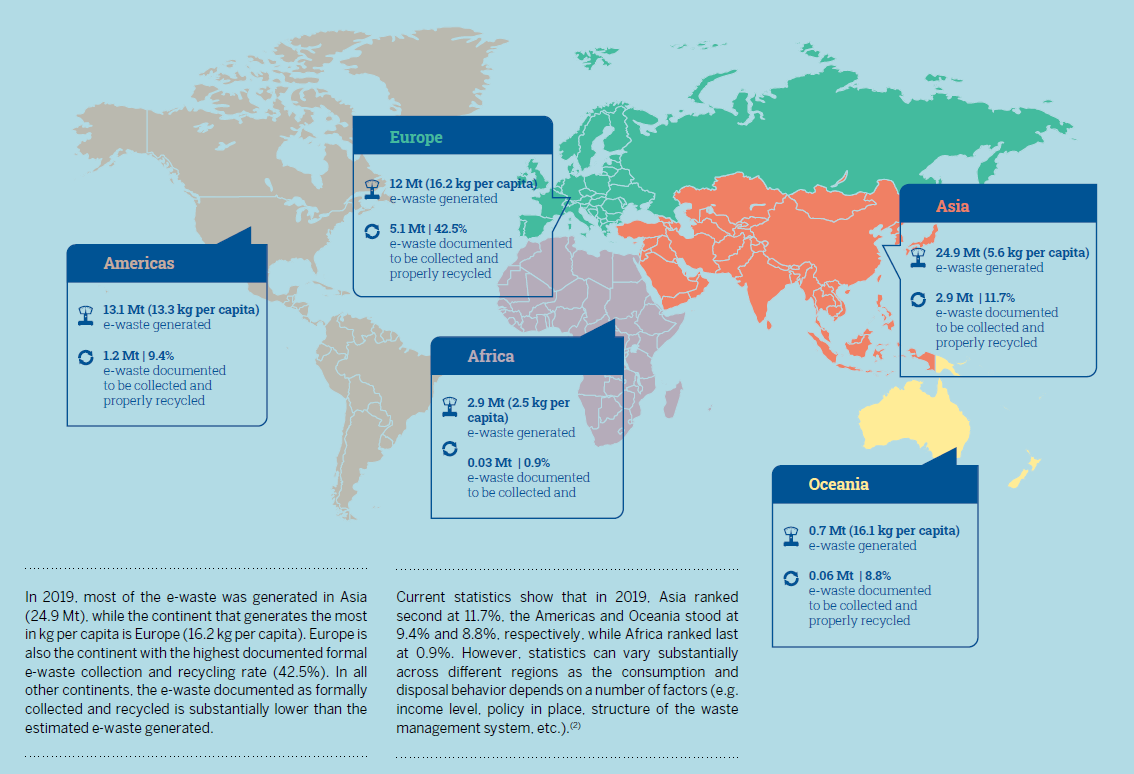 Europe
12 Mt (16.2 kg per capita)
e-waste generated
5.1 Mt | 42.5%
e-waste documented
to be collected and
properly recycled
Asia
24.9 Mt (5.6 kg per capita)
e-waste generated
2.9 Mt | 11.7%
e-waste documented
to be collected and
properly recycled
Americas
13.1 Mt (13.3 kg per capita)
e-waste generated
1.2 Mt | 9.4%
e-waste documented
to be collected and
properly recycled
Africa
2.9 Mt (2.5 kg per
capita)
e-waste generated
0.03 Mt | 0.9%
e-waste documented
to be collected and
Oceania
0.7 Mt (16.1 kg per capita)
e-waste generated
0.06 Mt | 8.8%
e-waste documented
to be collected and
properly recycled
In 2019, most of the e-waste was generated in Asia
(24.9 Mt), while the continent that generates the most
in kg per capita is Europe (16.2 kg per capita). Europe is
also the continent with the highest documented formal
e-waste collection and recycling rate (42.5%). In all
other continents, the e-waste documented as formally
collected and recycled is substantially lower than the
estimated e-waste generated.
Current statistics show that in 2019, Asia ranked
second at 11.7%, the Americas and Oceania stood at
9.4% and 8.8%, respectively, while Africa ranked last
at 0.9%. However, statistics can vary substantially
across different regions as the consumption and
disposal behavior depends on a number of factors (e.g.
income level, policy in place, structure of the waste
management system, etc.).(2)